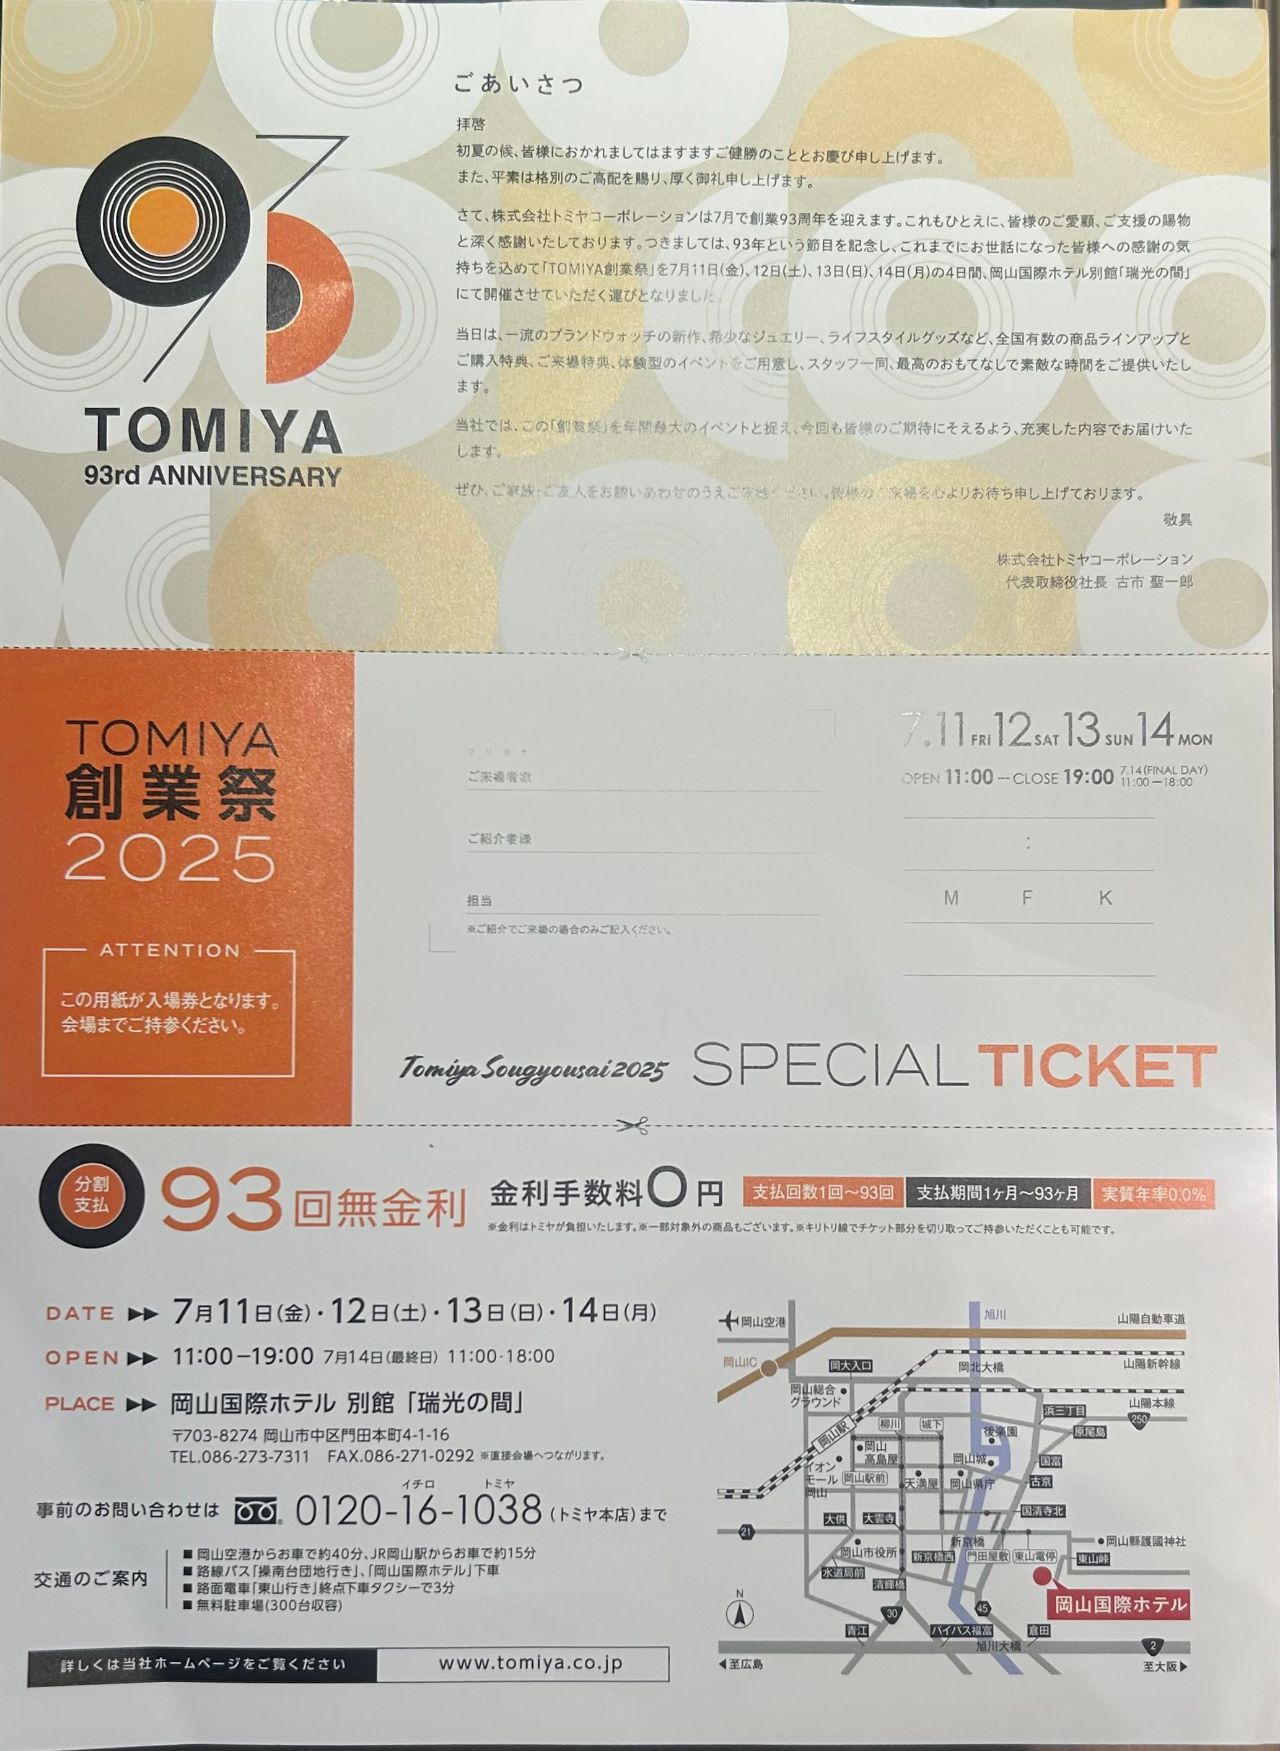 TOMIYA
93rd ANNIVERSARY
ごあいさつ
拝啓
初夏の候、皆様におかれましてはますますご健勝のこととお慶び申し上げます。
また、平素は格別のご高配を賜り、厚く御礼申し上げます。
さて、株式会社トミヤコーポレーションは7月で創業93周年を迎えます。これもひとえに、皆様のご愛顧、ご支援の賜物
と深く感謝いたしております。つきましては、93年という節目を記念し、これまでにお世話になった皆様への感謝の気
持ちを込めて「TOMIYA創業祭」を7月11日(金)、12日(土)、13日(日)、14日(月)の4日間、岡山国際ホテル別館「瑞光の間」
にて開催させていただく運びとなりました。
当日は、一流のブランドウォッチの新作、希少なジュエリー、ライフスタイルグッズなど、全国有数の商品ラインアップと
ご購入特典、ご来場特典、体験型のイベントをご用意し、スタッフ一同、最高のおもてなしで素敵な時間をご提供いたし
ます。
当社では、この「創業祭」を年間最大のイベントと捉え、今回も皆様のご期待にそえるよう、充実した内容でお届けいた
します。
ぜひ、ご家族・ご友人をお誘いあわせのうえご来場ください。皆様のご来場を心よりお待ち申し上げております。
敬具
株式会社トミヤコーポレーション
代表取締役社長 古市 聖一郎
TOMIYA
創業祭
2025
ATTENTION
この用紙が入場券となります。
会場までご持参ください。
フリガナ
ご来場者様
ご紹介者様
担当
※ご紹介でご来場の場合のみご記入ください。
7.11 FRI 12 SAT 13 SUN 14 MON
OPEN 11:00 — CLOSE 19:00 7.14(FINAL DAY) 11:00—18:00
:
M F K
Tomiya Sougyousai 2025 SPECIAL TICKET
分割
支払
93回無金利
金利手数料0円
支払回数1回～93回 支払期間1ヶ月～93ヶ月 実質年率0.0%
※金利はトミヤが負担いたします。※一部対象外の商品もございます。※キリトリ線でチケット部分を切り取ってご持参いただくことも可能です。
DATE ▶▶ 7月11日(金)・12日(土)・13日(日)・14日(月)
OPEN ▶▶ 11:00−19:00 7月14日(最終日) 11:00-18:00
PLACE ▶▶ 岡山国際ホテル 別館「瑞光の間」
〒703-8274 岡山市中区門田本町4-1-16
TEL.086-273-7311 FAX.086-271-0292 ※直接会場へつながります。
イチロ トミヤ
事前のお問い合わせは 0120-16-1038 (トミヤ本店)まで
交通のご案内
■ 岡山空港からお車で約40分、JR岡山駅からお車で約15分
■ 路線バス「操南台団地行き」、「岡山国際ホテル」下車
■ 路面電車「東山行き」終点下車タクシーで3分
■ 無料駐車場(300台収容)
詳しくは当社ホームページをご覧ください www.tomiya.co.jp
岡山空港
旭川
山陽自動車道
岡山IC
岡大入口
岡北大橋
山陽新幹線
岡山総合
グラウンド
山陽本線
浜三丁目
250
岡山駅
柳川
城下
後楽園
原尾島
岡山
高島屋
岡山城
国富
イオン
モール
岡山
岡山駅前
天満屋
岡山県庁
古京
大供
大雲寺
国清寺北
21
新京橋
岡山縣護國神社
岡山市役所
新京橋西
門田屋敷
東山電停
東山峠
水道局前
清輝橋
岡山国際ホテル
N
30
45
青江
バイパス福富
倉田
旭川大橋
2
◀至広島
至大阪▶